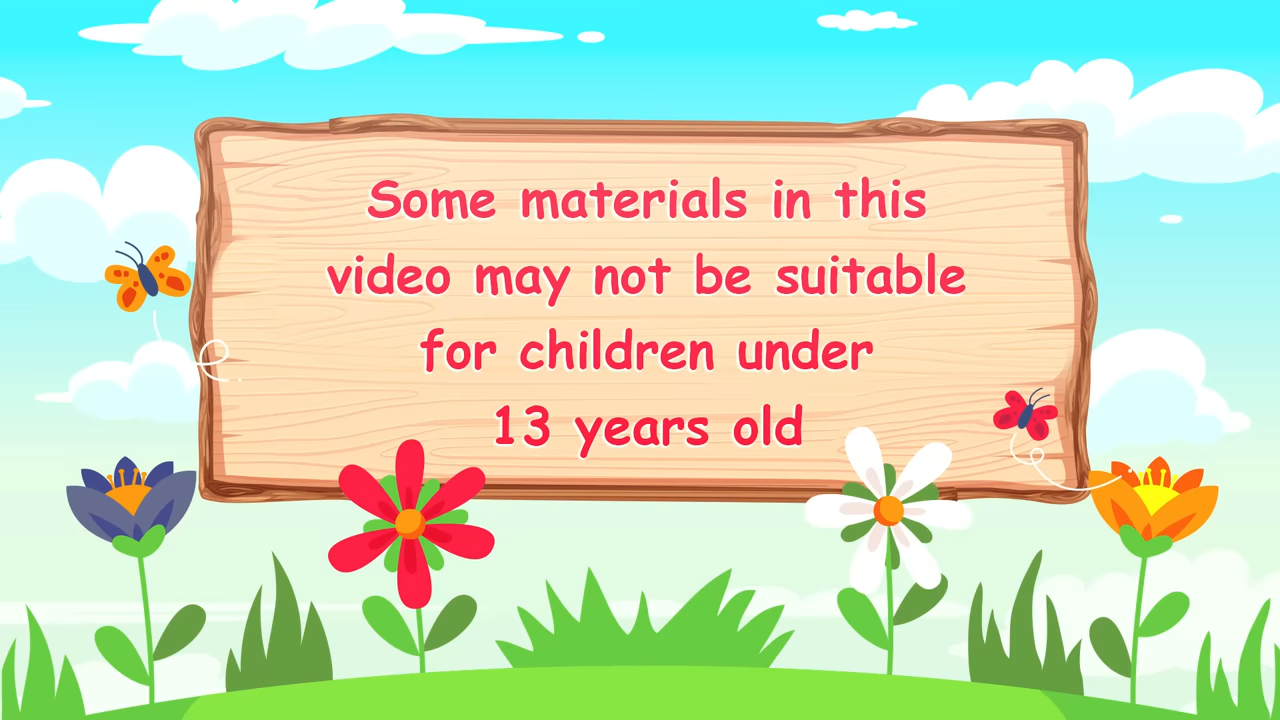 Some materials in this
video may not be suitable
for children under
13 years old